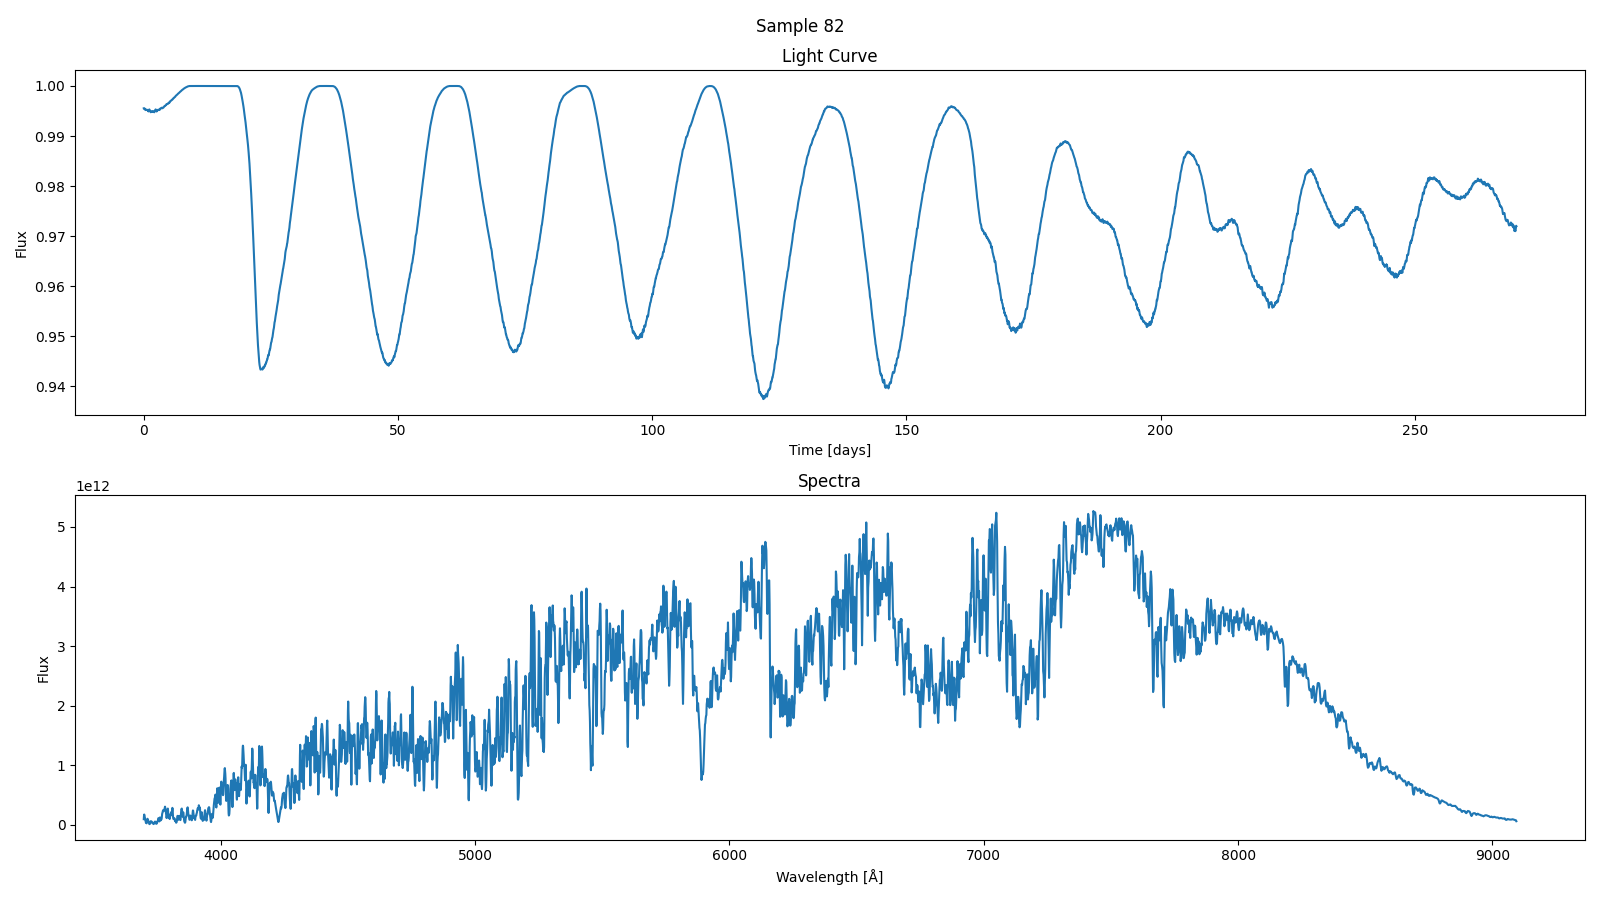 Sample 82
Light Curve
1.00
0.99
0.98
0.97
0.96
0.95
0.94
Flux
0 50 100 150 200 250
Time [days]
Spectra
1e12
5
4
3
2
1
0
Flux
4000 5000 6000 7000 8000 9000
Wavelength [Å]